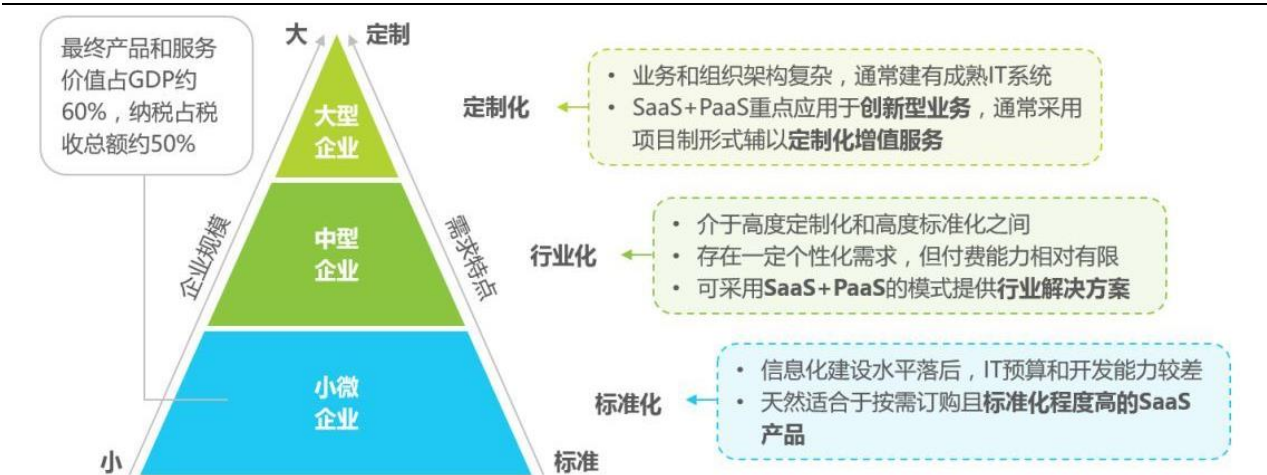 最终产品和服务
价值占GDP约
60%，纳税占税
收总额约50%
大
定制
大型
企业
定制化
• 业务和组织架构复杂，通常建有成熟IT系统
• SaaS+PaaS重点应用于创新型业务，通常采用
项目制形式辅以定制化增值服务
企业规模
需求特点
中型
企业
行业化
• 介于高度定制化和高度标准化之间
• 存在一定个性化需求，但付费能力相对有限
• 可采用SaaS+PaaS的模式提供行业解决方案
小微
企业
标准化
• 信息化建设水平落后，IT预算和开发能力较差
• 天然适合于按需订购且标准化程度高的SaaS
产品
小
标准